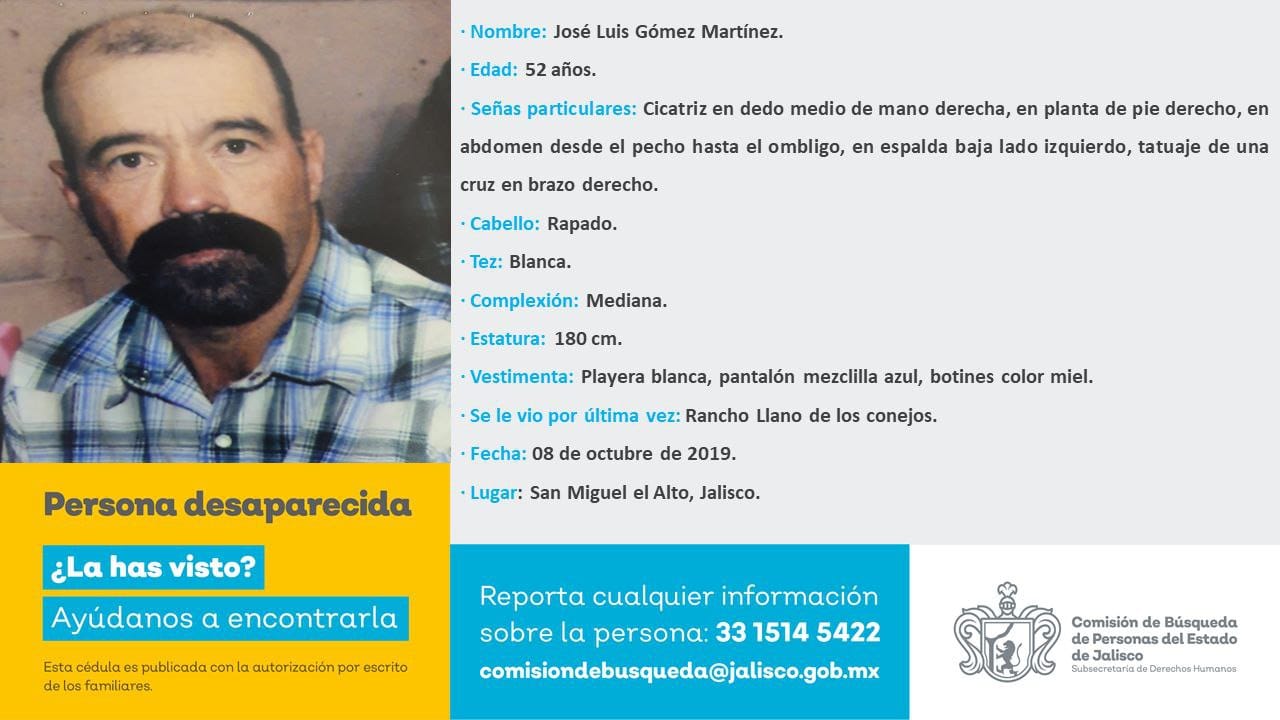 · Nombre: José Luis Gómez Martínez.
· Edad: 52 años.
· Señas particulares: Cicatriz en dedo medio de mano derecha, en planta de pie derecho, en
abdomen desde el pecho hasta el ombligo, en espalda baja lado izquierdo, tatuaje de una
cruz en brazo derecho.
· Cabello: Rapado.
· Tez: Blanca.
· Complexión: Mediana.
· Estatura: 180 cm.
· Vestimenta: Playera blanca, pantalón mezclilla azul, botines color miel.
· Se le vio por última vez: Rancho Llano de los conejos.
· Fecha: 08 de octubre de 2019.
· Lugar: San Miguel el Alto, Jalisco.
Persona desaparecida
¿La has visto?
Ayúdanos a encontrarla
Esta cédula es publicada con la autorización por escrito
de los familiares.
Reporta cualquier información
sobre la persona: 33 1514 5422
comisiondebusqueda@jalisco.gob.mx
Comisión de Búsqueda
de Personas del Estado
de Jalisco
Subsecretaría de Derechos Humanos